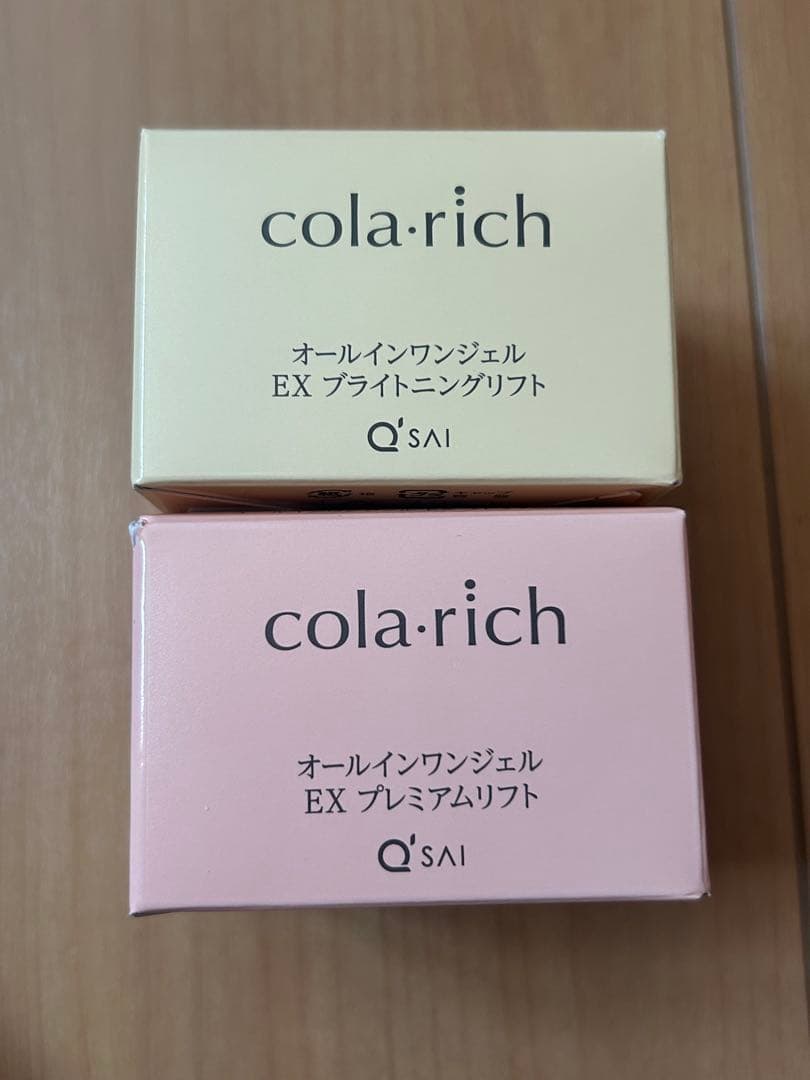 cola·rich
オールインワンジェル
EX ブライトニングリフト
Q'SAI
cola·rich
オールインワンジェル
EX プレミアムリフト
Q'SAI